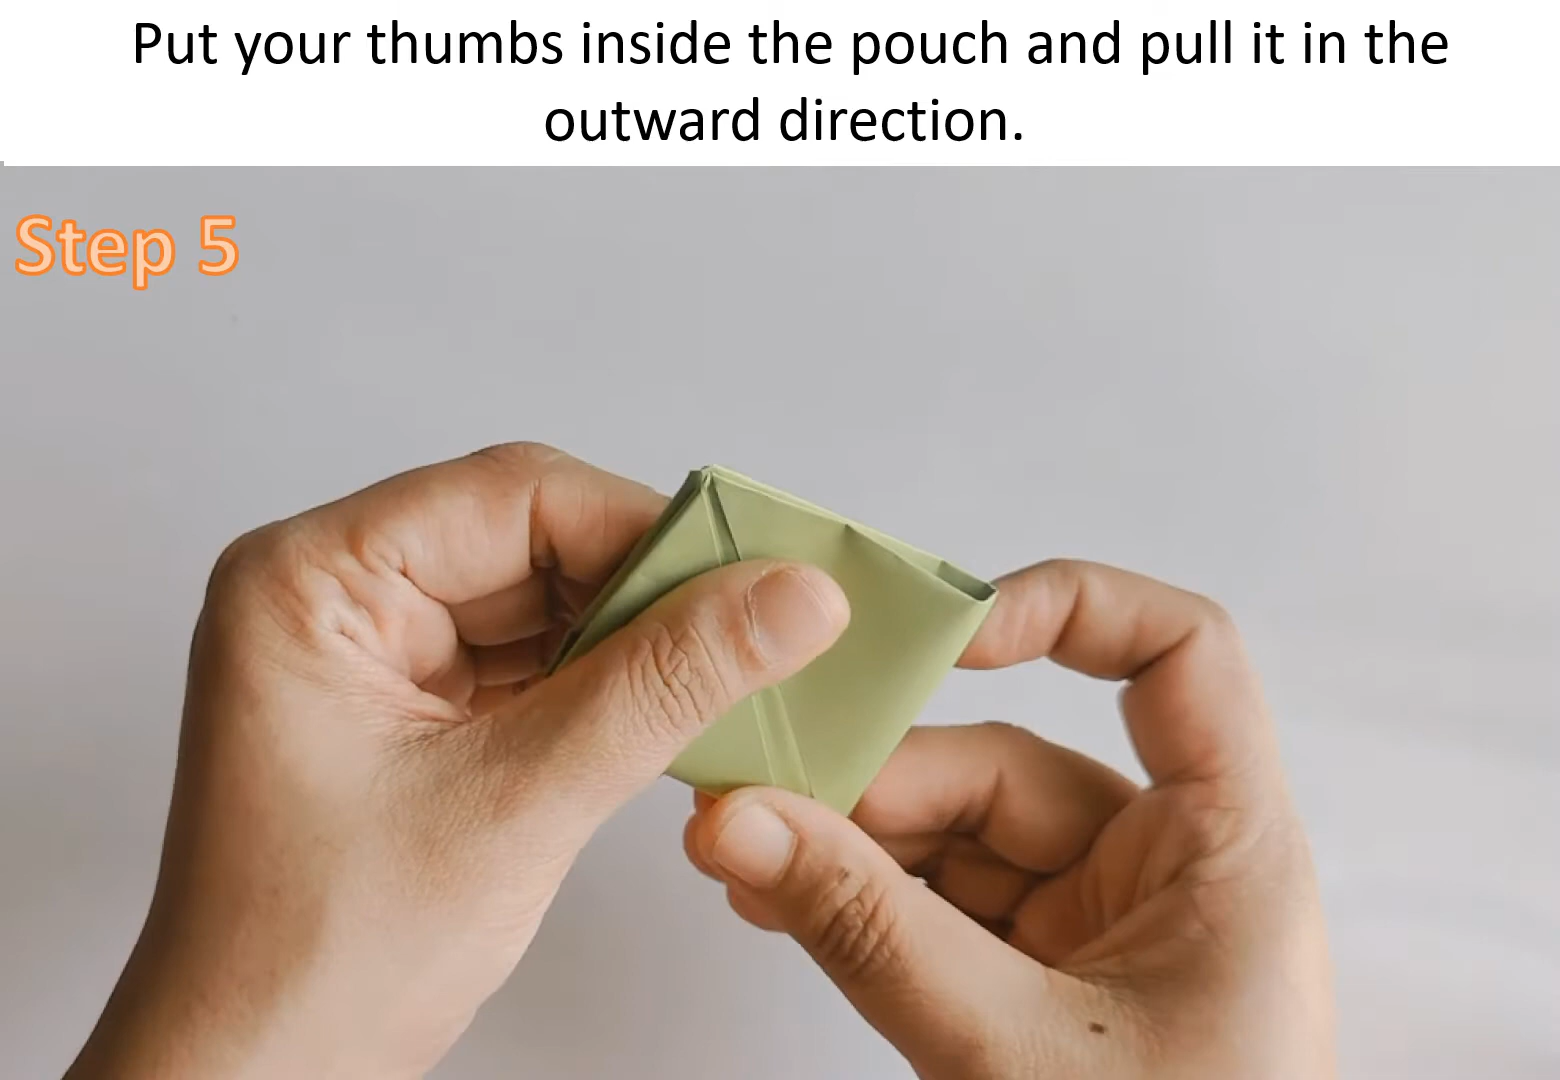 Put your thumbs inside the pouch and pull it in the
outward direction.
Step 5